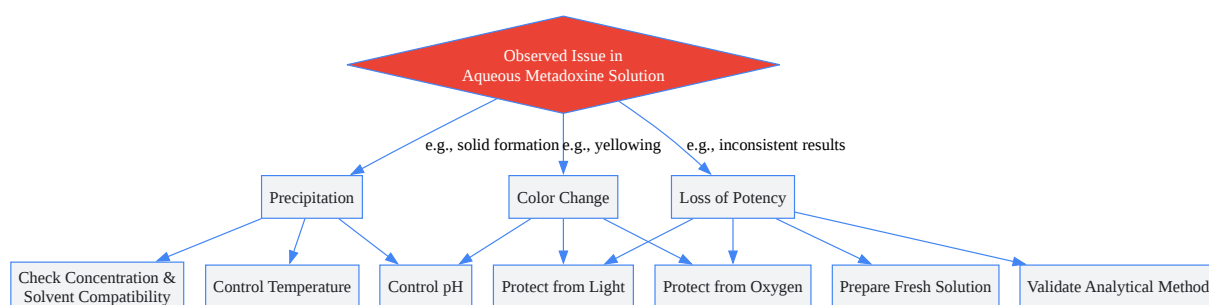 Observed Issue in
Aqueous Metadoxine Solution
e.g., solid formation
e.g., yellowing
e.g., inconsistent results
Precipitation
Color Change
Loss of Potency
Check Concentration &
Solvent Compatibility
Control Temperature
Control pH
Protect from Light
Protect from Oxygen
Prepare Fresh Solution
Validate Analytical Method